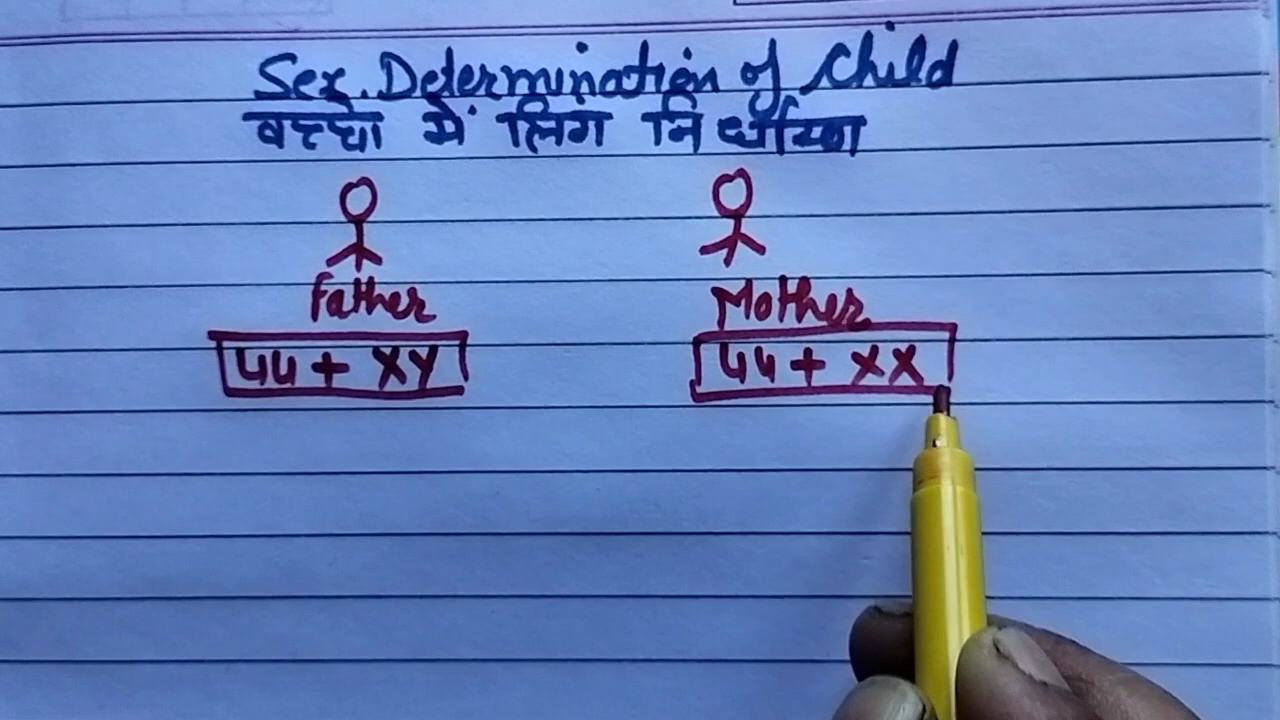 Sex. Determination of Child
बच्चो में लिंग निर्धारण
Father
Mother
44 + XY
44 + XX